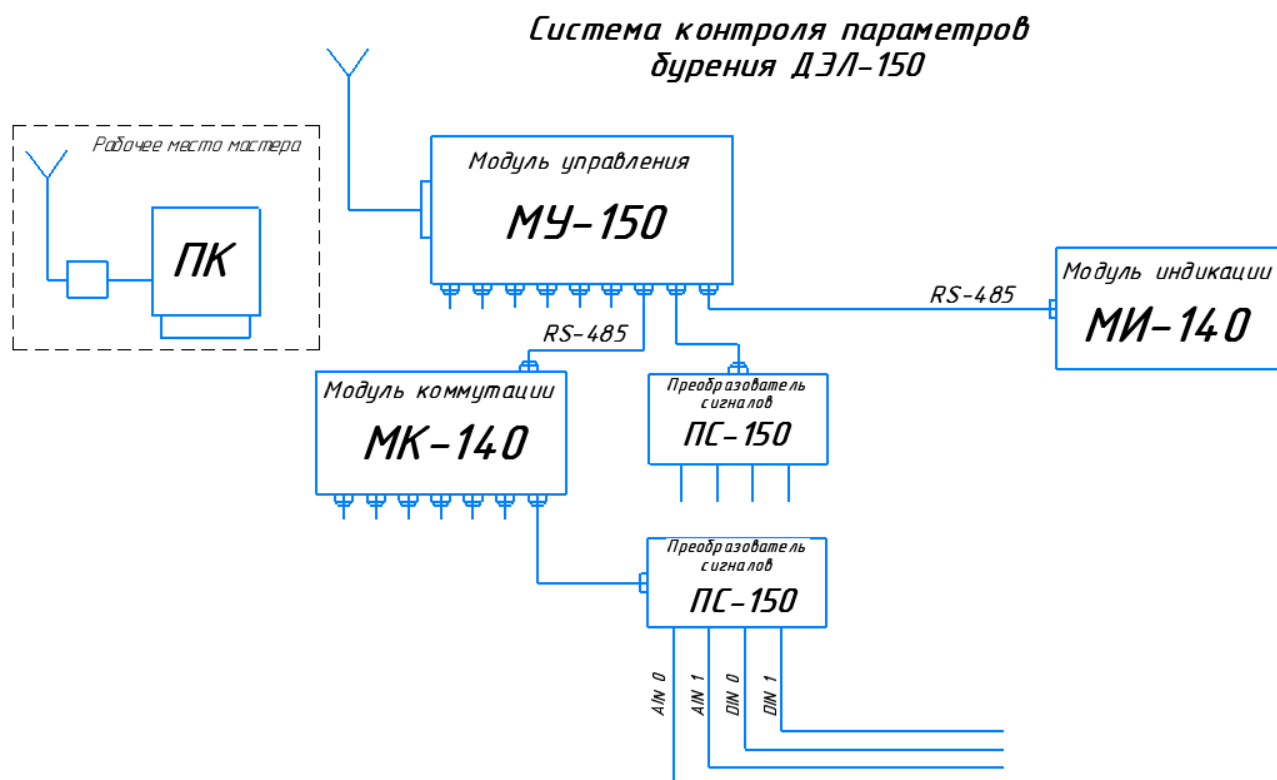 Система контроля параметров
бурения ДЭЛ-150
Рабочее место мастера
ПК
Модуль управления
МУ-150
RS-485
RS-485
Модуль индикации
МИ-140
Модуль коммутации
МК-140
Преобразователь
сигналов
ПС-150
Преобразователь
сигналов
ПС-150
AIN 0
AIN 1
DIN 0
DIN 1